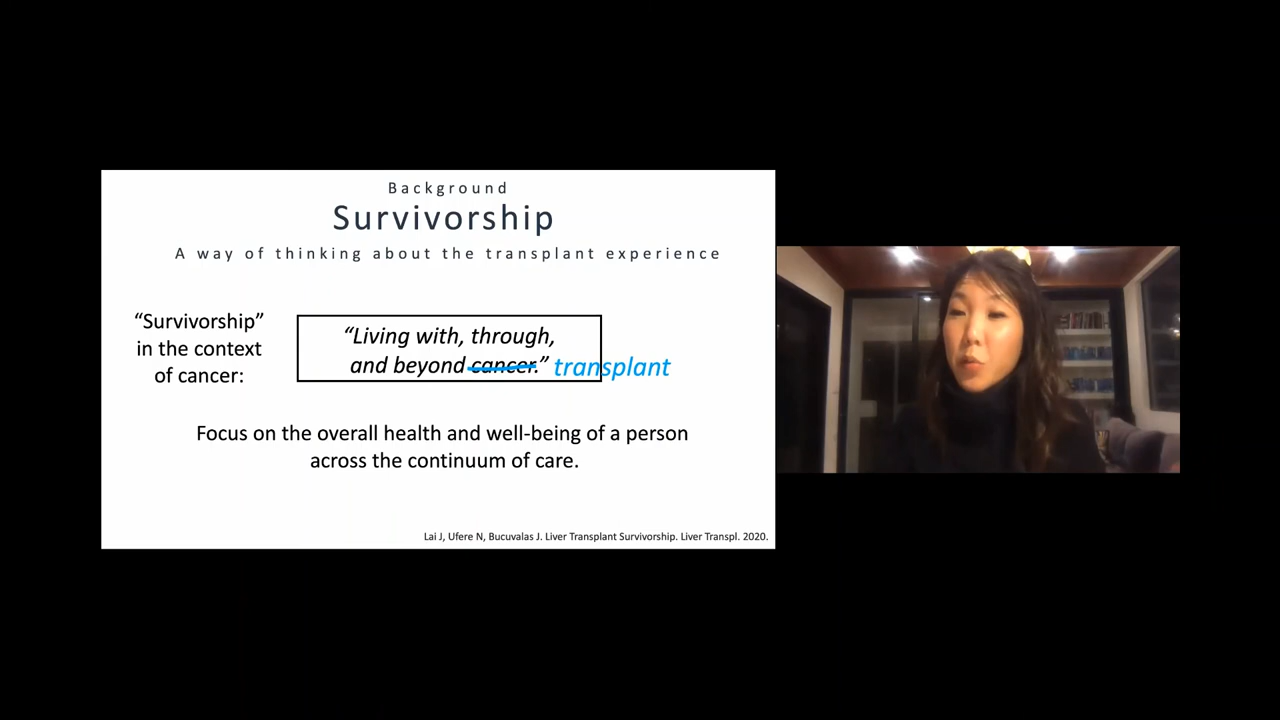 Background
Survivorship
A way of thinking about the transplant experience
“Survivorship”
in the context
of cancer:
“Living with, through,
and beyond cancer.” transplant
Focus on the overall health and well-being of a person
across the continuum of care.
Lai J, Ufere N, Bucuvalas J. Liver Transplant Survivorship. Liver Transpl. 2020.